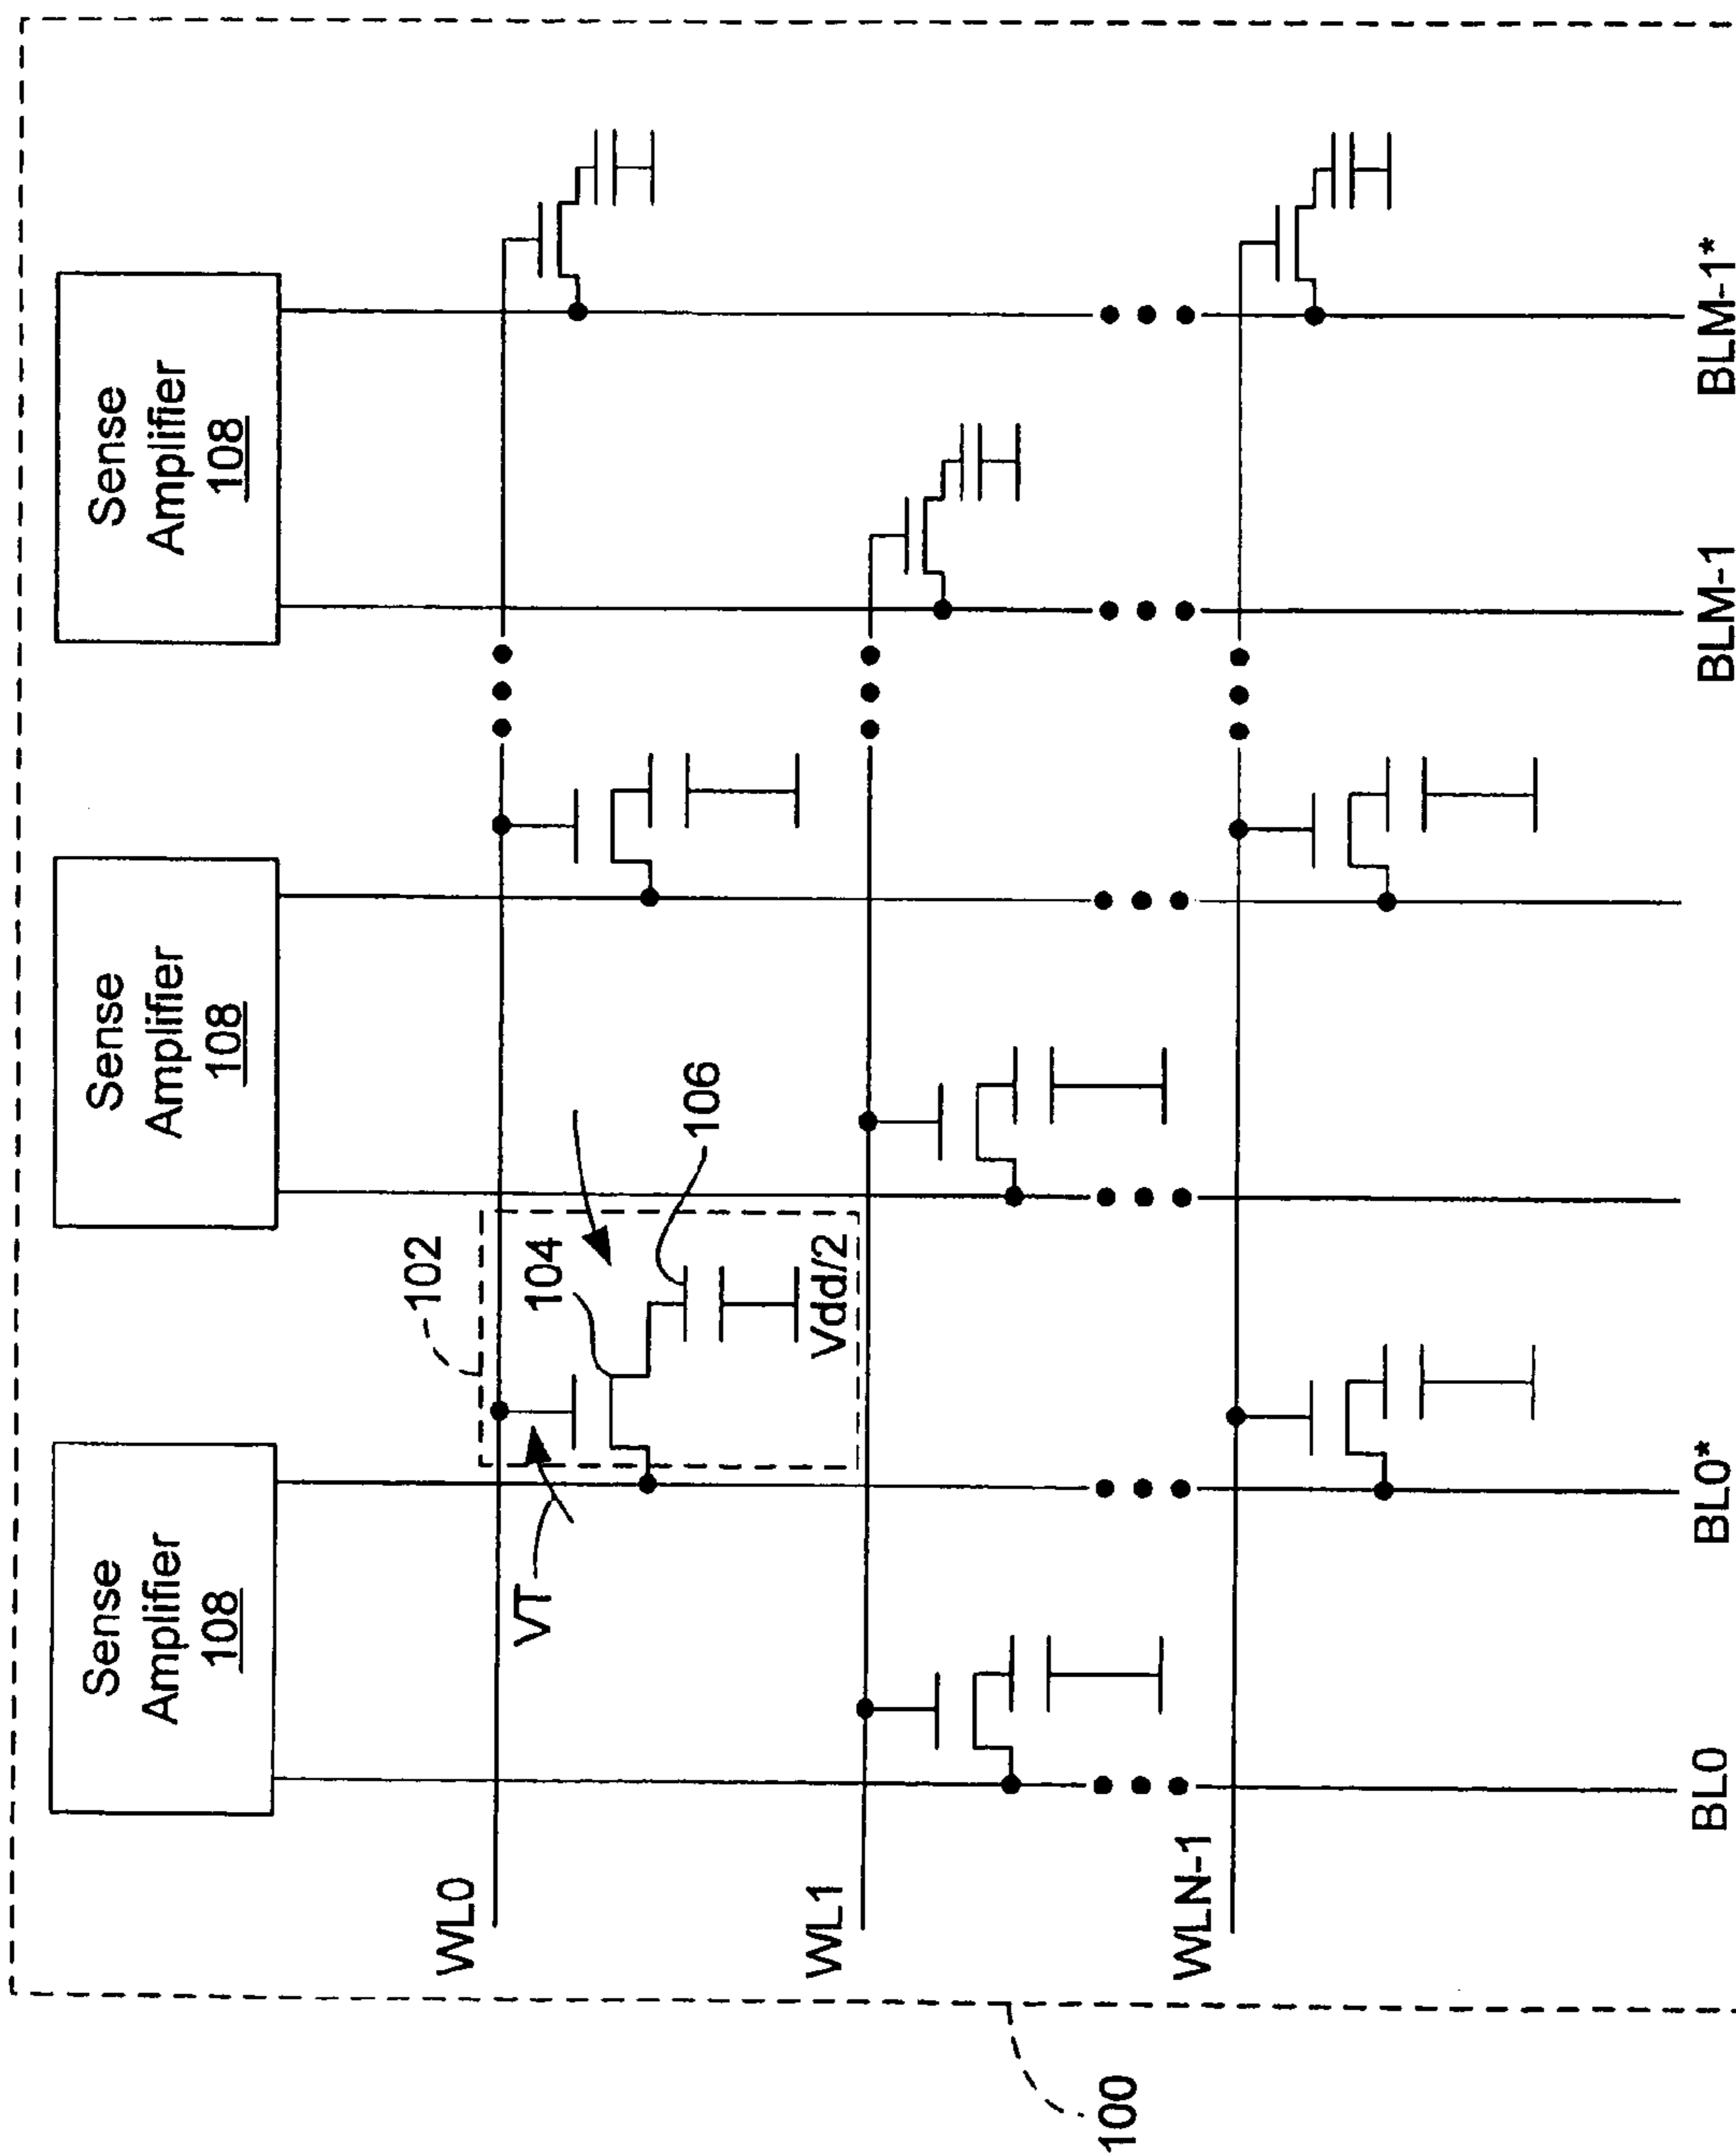 Sense
Amplifier
108
Sense
Amplifier
108
Sense
Amplifier
108
102
WL0
VT
104
106
Vdd/2
WL1
WLN-1
BL0
BL0*
BLM-1
BLM-1*
100